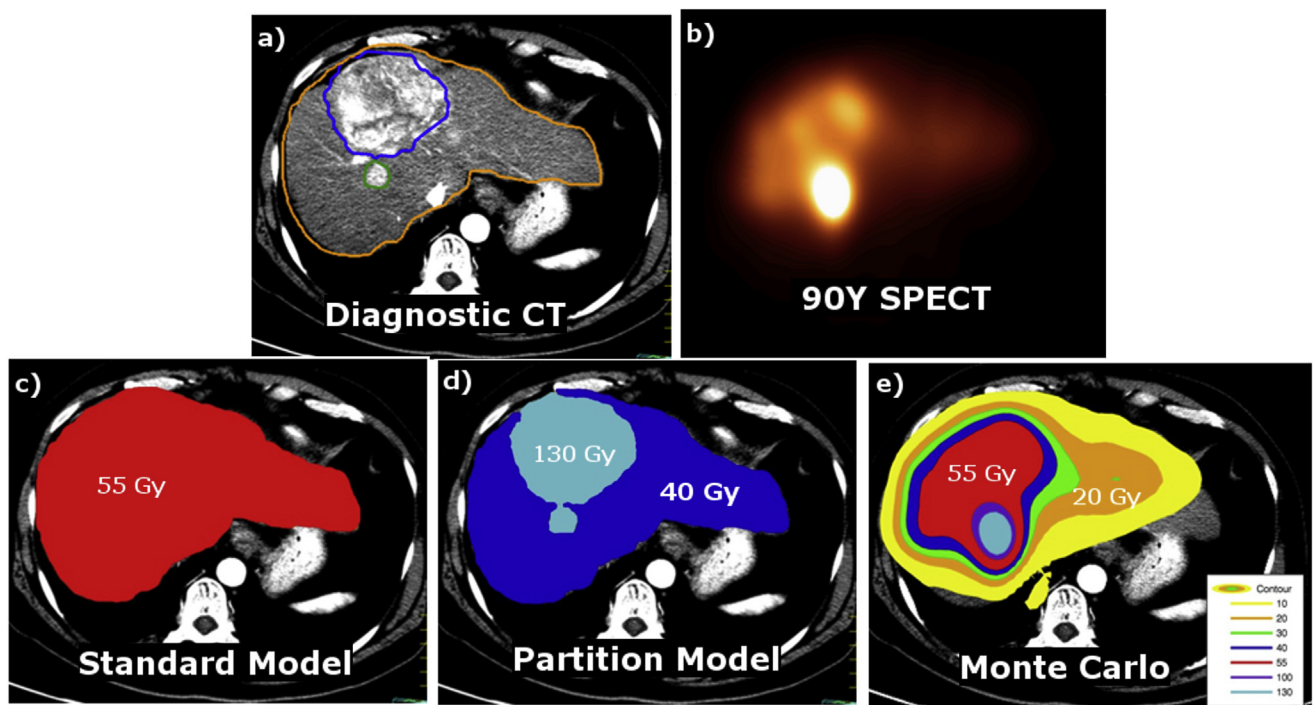 a)
Diagnostic CT
b)
90Y SPECT
c)
55 Gy
Standard Model
d)
130 Gy
40 Gy
Partition Model
e)
55 Gy
20 Gy
Monte Carlo
Contour
10
20
30
40
55
100
130